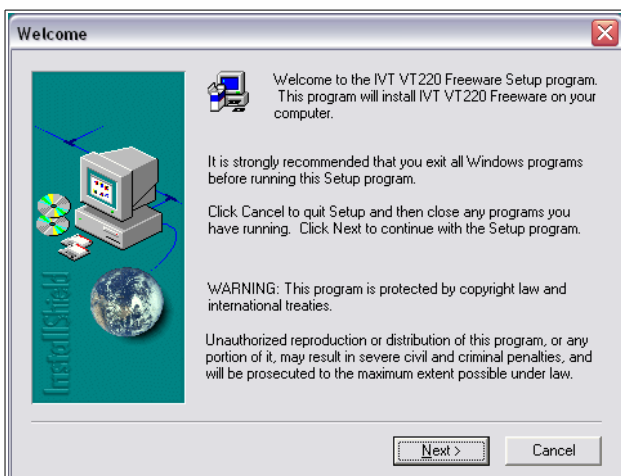 Welcome
Welcome to the IVT VT220 Freeware Setup program.
This program will install IVT VT220 Freeware on your
computer.
It is strongly recommended that you exit all Windows programs
before running this Setup program.
Click Cancel to quit Setup and then close any programs you
have running. Click Next to continue with the Setup program.
WARNING: This program is protected by copyright law and
international treaties.
Unauthorized reproduction or distribution of this program, or any
portion of it, may result in severe civil and criminal penalties, and
will be prosecuted to the maximum extent possible under law.
InstallShield
Next >
Cancel